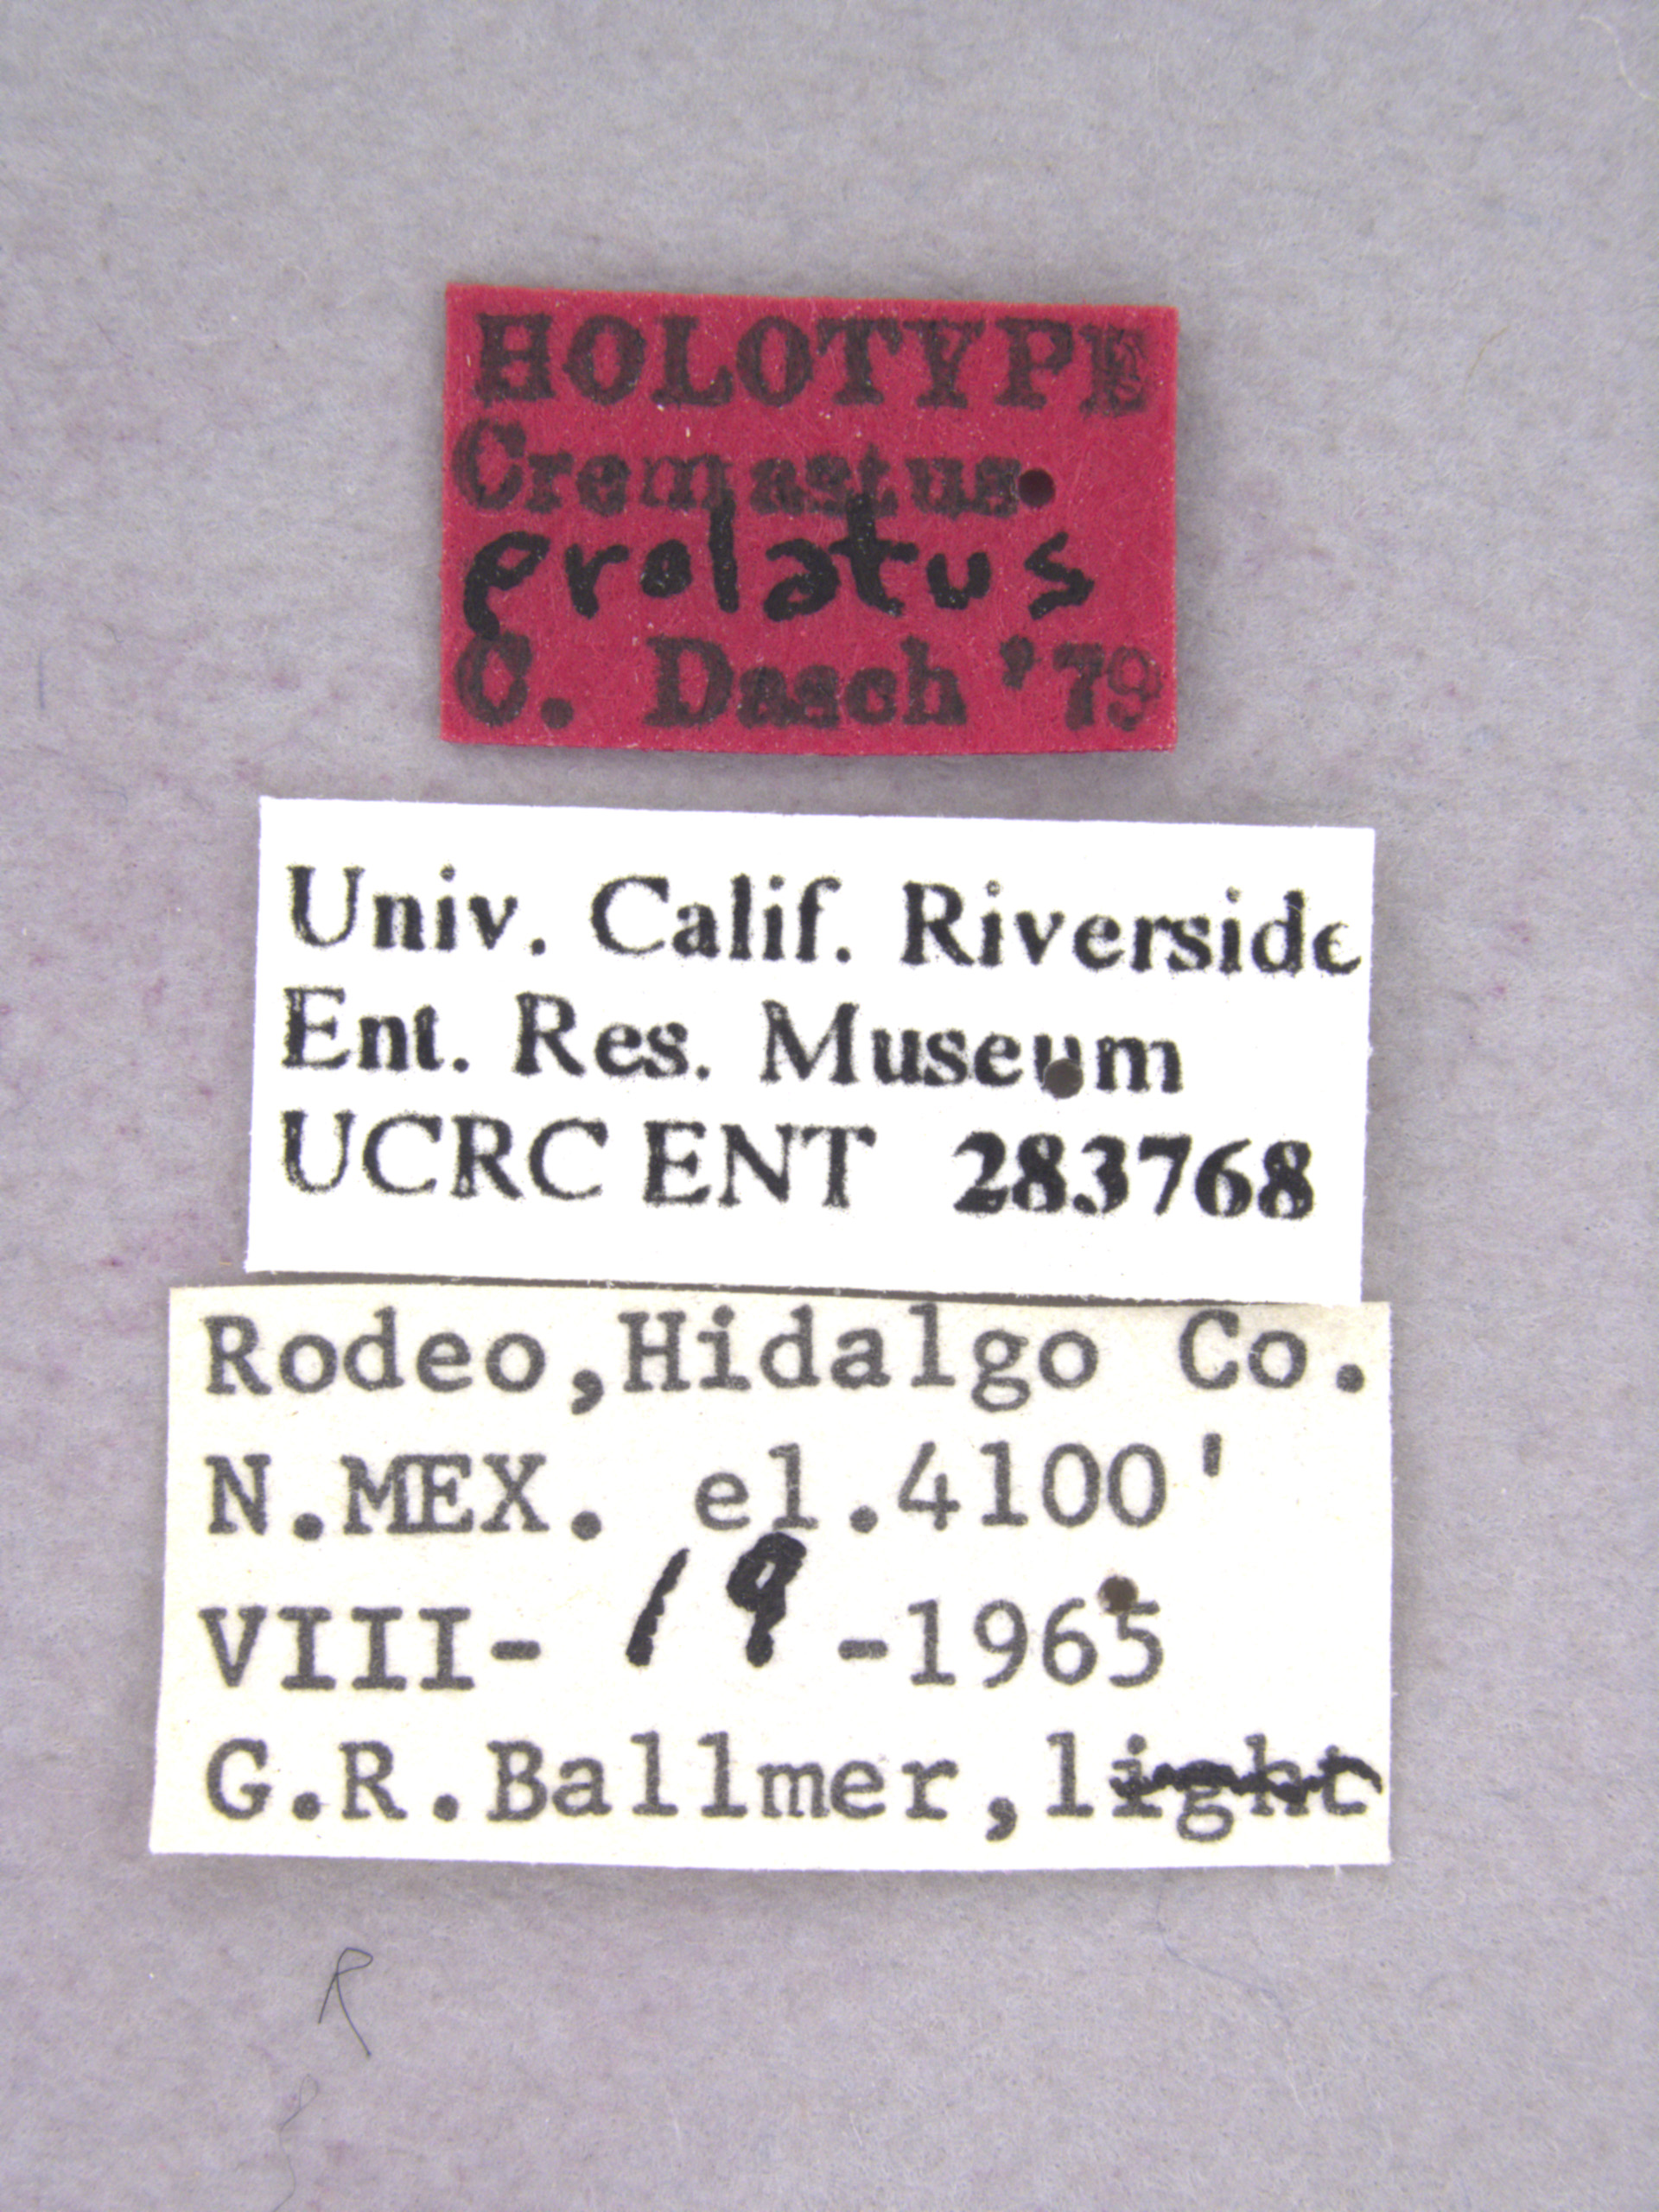 HOLOTYPE
Cremastus
prolatus
C. Dasch '79
Univ. Calif. Riverside
Ent. Res. Museum
UCRC ENT 283768
Rodeo,Hidalgo Co.
N.MEX. el.4100'
VIII- 19 -1965
G.R.Ballmer,light